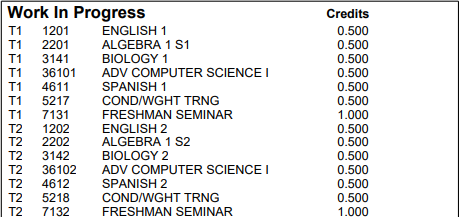 Work In Progress Credits
T1 1201 ENGLISH 1 0.500
T1 2201 ALGEBRA 1 S1 0.500
T1 3141 BIOLOGY 1 0.500
T1 36101 ADV COMPUTER SCIENCE I 0.500
T1 4611 SPANISH 1 0.500
T1 5217 COND/WGHT TRNG 0.500
T1 7131 FRESHMAN SEMINAR 1.000
T2 1202 ENGLISH 2 0.500
T2 2202 ALGEBRA 1 S2 0.500
T2 3142 BIOLOGY 2 0.500
T2 36102 ADV COMPUTER SCIENCE I 0.500
T2 4612 SPANISH 2 0.500
T2 5218 COND/WGHT TRNG 0.500
T2 7132 FRESHMAN SEMINAR 1.000